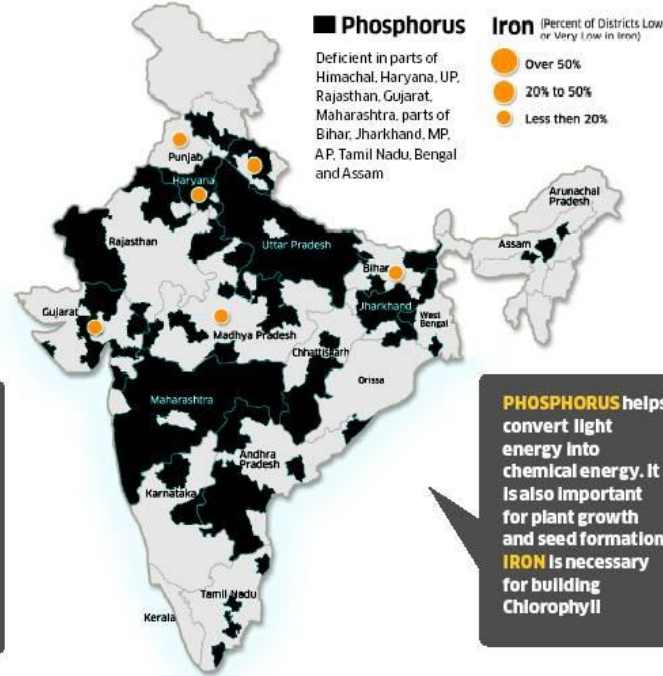 Phosphorus
Deficient in parts of
Himachal, Haryana, UP,
Rajasthan, Gujarat,
Maharashtra, parts of
Bihar, Jharkhand, MP,
AP, Tamil Nadu, Bengal
and Assam
Iron (Percent of Districts Low
or Very Low in Iron)
Over 50%
20% to 50%
Less then 20%
Punjab
Haryana
Rajasthan
Uttar Pradesh
Arunachal
Pradesh
Assam
Bihar
Jharkhand
West
Bengal
Gujarat
Madhya Pradesh
Orissa
Maharashtra
Andhra
Pradesh
Karnataka
Tamil Nadu
Kerala
PHOSPHORUS helps
convert light
energy into
chemical energy. It
is also important
for plant growth
and seed formation
IRON is necessary
for building
Chlorophyll